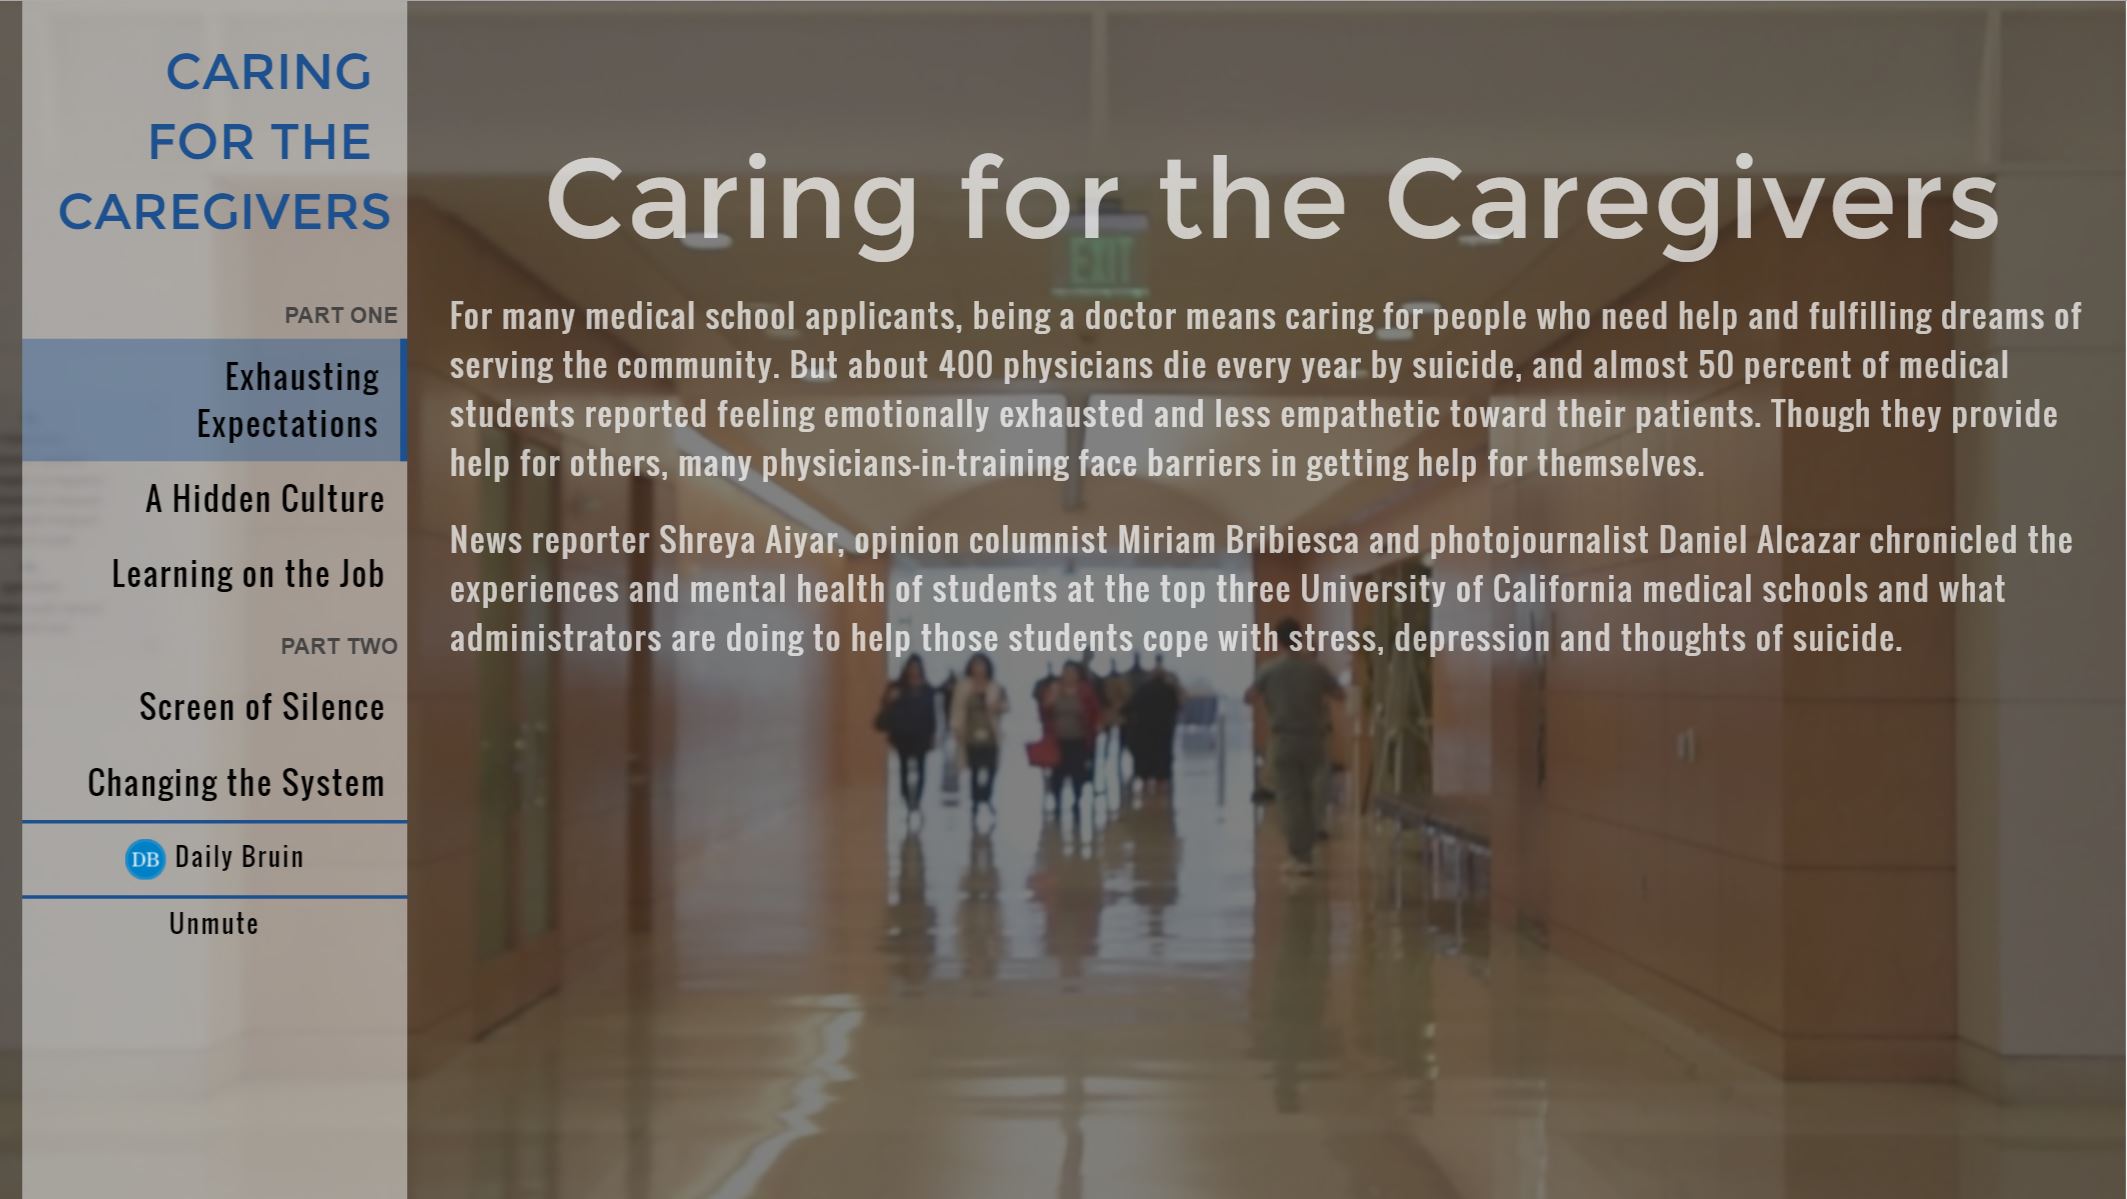 CARING
FOR THE
CAREGIVERS
PART ONE
Exhausting
Expectations
A Hidden Culture
Learning on the Job
PART TWO
Screen of Silence
Changing the System
DB Daily Bruin
Unmute
Caring for the Caregivers
EXIT
For many medical school applicants, being a doctor means caring for people who need help and fulfilling dreams of
serving the community. But about 400 physicians die every year by suicide, and almost 50 percent of medical
students reported feeling emotionally exhausted and less empathetic toward their patients. Though they provide
help for others, many physicians-in-training face barriers in getting help for themselves.
News reporter Shreya Aiyar, opinion columnist Miriam Bribiesca and photojournalist Daniel Alcazar chronicled the
experiences and mental health of students at the top three University of California medical schools and what
administrators are doing to help those students cope with stress, depression and thoughts of suicide.